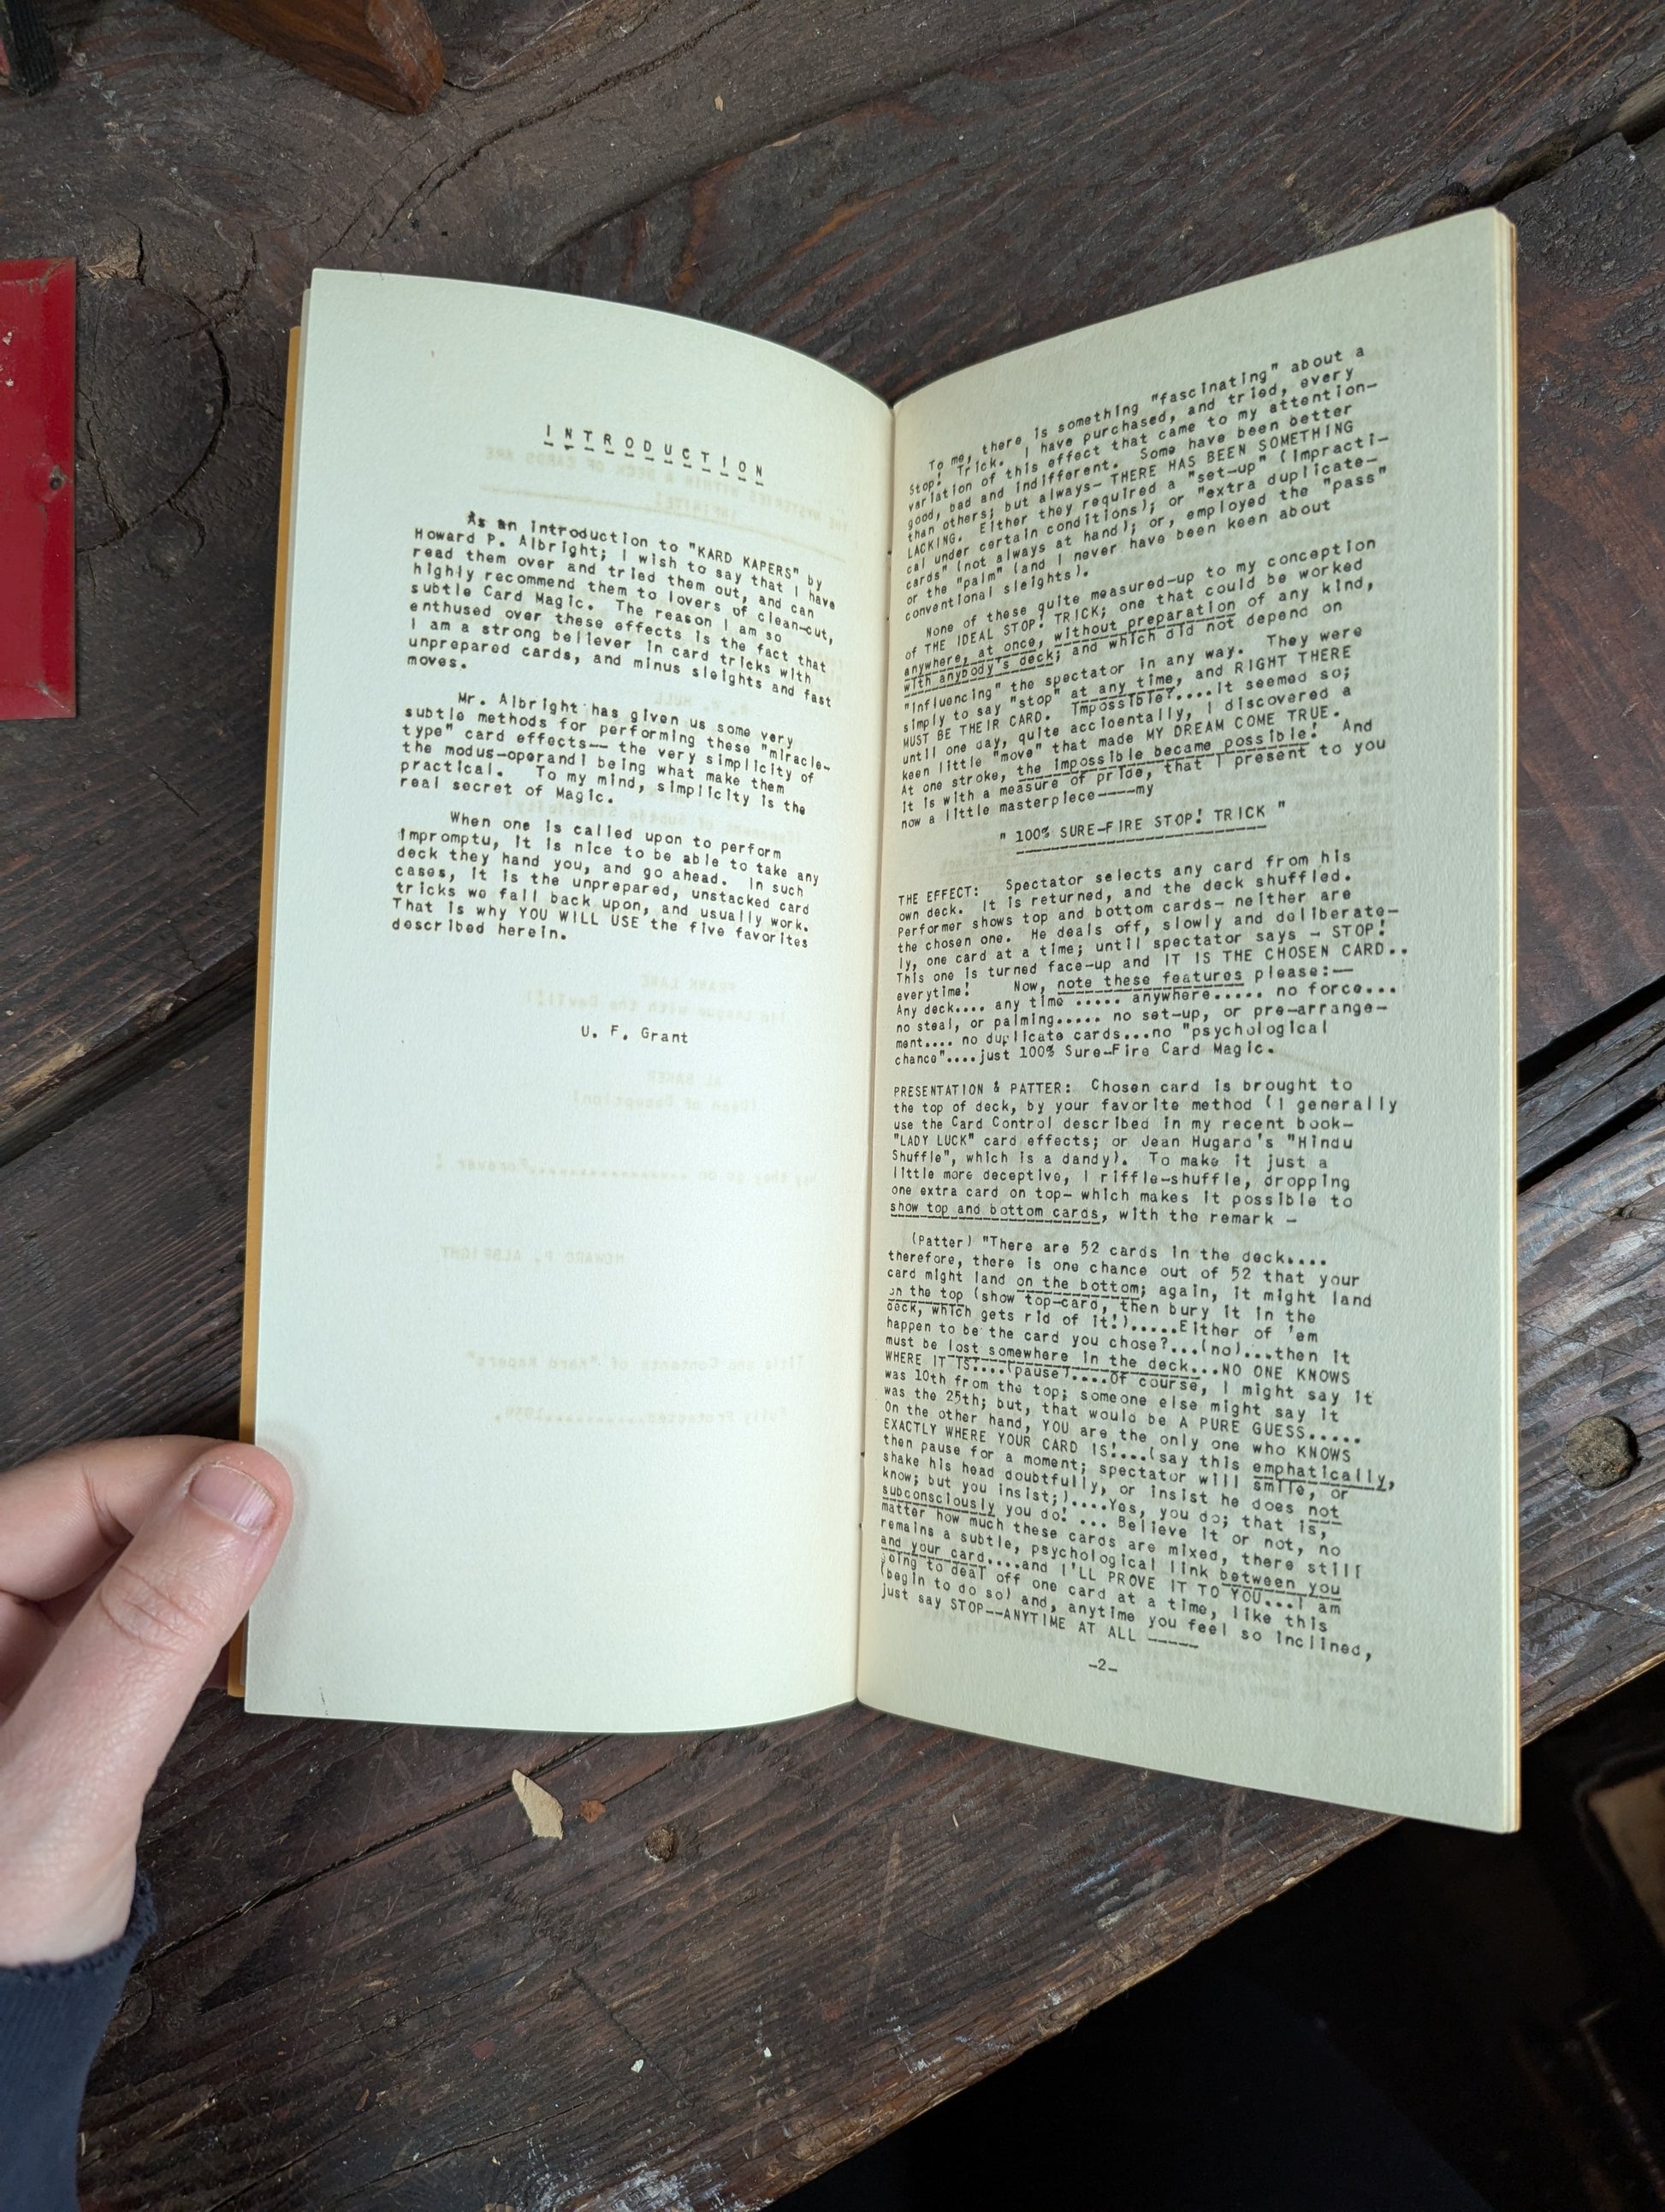 INTRODUCTION
As an introduction to "KARD KAPERS" by
Howard P. Albright; I wish to say that I have
read them over and tried them out, and can
highly recommend them to lovers of clean-cut,
subtle Card Magic. The reason I am so
enthused over these effects is the fact that
I am a strong believer in card tricks with
unprepared cards, and minus sleights and fast
moves.
Mr. Albright has given us some very
subtle methods for performing these "miracle-
type" card effects-- the very simplicity of
the modus-operandi being what make them
practical. To my mind, simplicity is the
real secret of Magic.
When one is called upon to perform
impromptu, it is nice to be able to take any
deck they hand you, and go ahead. In such
cases, it is the unprepared, unstacked card
tricks we fall back upon, and usually work.
That is why YOU WILL USE the five favorites
described herein.
U. F. Grant
To me, there is something "fascinating" about a
Stop! Trick. I have purchased, and tried, every
variation of this effect that came to my attention-
good, bad and indifferent. Some have been better
than others; but always- THERE HAS BEEN SOMETHING
LACKING. Either they required a "set-up" (impracti-
cal under certain conditions); or "extra duplicate-
cards" (not always at hand); or, employed the "pass"
or the "palm" (and I never have been keen about
conventional sleights).
None of these quite measured-up to my conception
of THE IDEAL STOP! TRICK; one that could be worked
anywhere, at once, without preparation of any kind,
with anybody's deck; and which did not depend on
"influencing" the spectator in any way. They were
simply to say "stop" at any time, and RIGHT THERE
MUST BE THEIR CARD. Impossible?....It seemed so;
until one day, quite accidentally, I discovered a
keen little "move" that made MY DREAM COME TRUE.
At one stroke, the impossible became possible! And
it is with a measure of pride, that I present to you
now a little masterpiece----my
" 100% SURE-FIRE STOP! TRICK "
THE EFFECT: Spectator selects any card from his
own deck. It is returned, and the deck shuffled.
Performer shows top and bottom cards- neither are
the chosen one. He deals off, slowly and deliberate-
ly, one card at a time; until spectator says - STOP!
This one is turned face-up and IT IS THE CHOSEN CARD..
everytime! Now, note these features please:--
Any deck.... any time ..... anywhere..... no force...
no steal, or palming..... no set-up, or pre-arrange-
ment.... no duplicate cards...no "psychological
chance"....just 100% Sure-Fire Card Magic.
PRESENTATION & PATTER: Chosen card is brought to
the top of deck, by your favorite method (I generally
use the Card Control described in my recent book-
"LADY LUCK" card effects; or Jean Hugard's "Hindu
Shuffle", which is a dandy). To make it just a
little more deceptive, I riffle-shuffle, dropping
one extra card on top- which makes it possible to
show top and bottom cards, with the remark -
(Patter) "There are 52 cards in the deck....
therefore, there is one chance out of 52 that your
card might land on the bottom; again, it might land
on the top (show top-card, then bury it in the
deck, which gets rid of it!).....Either of 'em
happen to be the card you chose?...(no)...then it
must be lost somewhere in the deck...NO ONE KNOWS
WHERE IT IS....(pause)....Of course, I might say it
was 10th from the top; someone else might say it
was the 25th; but, that would be A PURE GUESS.....
On the other hand, YOU are the only one who KNOWS
EXACTLY WHERE YOUR CARD IS!...(say this emphatically,
then pause for a moment; spectator will smile, or
shake his head doubtfully, or insist he does not
know; but you insist;)....Yes, you do; that is,
subconsciously you do! ... Believe it or not, no
matter how much these cards are mixed, there still
remains a subtle, psychological link between you
and your card....and I'LL PROVE IT TO YOU...I am
going to deal off one card at a time, like this
(begin to do so) and, anytime you feel so inclined,
just say STOP--ANYTIME AT ALL -----
-2-